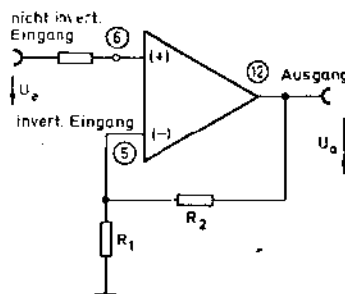 nicht invert.
Eingang
6
(+)
12
Ausgang
Ue
invert. Eingang
(-)
5
Ua
R2
R1